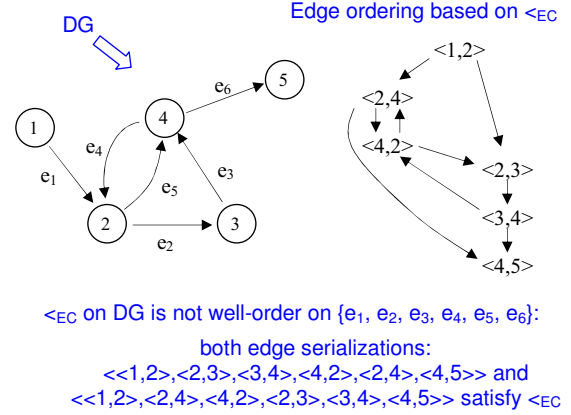 DG
Edge ordering based on <EC
1
2
3
4
5
e1
e2
e3
e4
e5
e6
<1,2>
<2,4>
<4,2>
<2,3>
<3,4>
<4,5>
<EC on DG is not well-order on {e1, e2, e3, e4, e5, e6}:
both edge serializations:
<<1,2>,<2,3>,<3,4>,<4,2>,<2,4>,<4,5>> and
<<1,2>,<2,4>,<4,2>,<2,3>,<3,4>,<4,5>> satisfy <EC